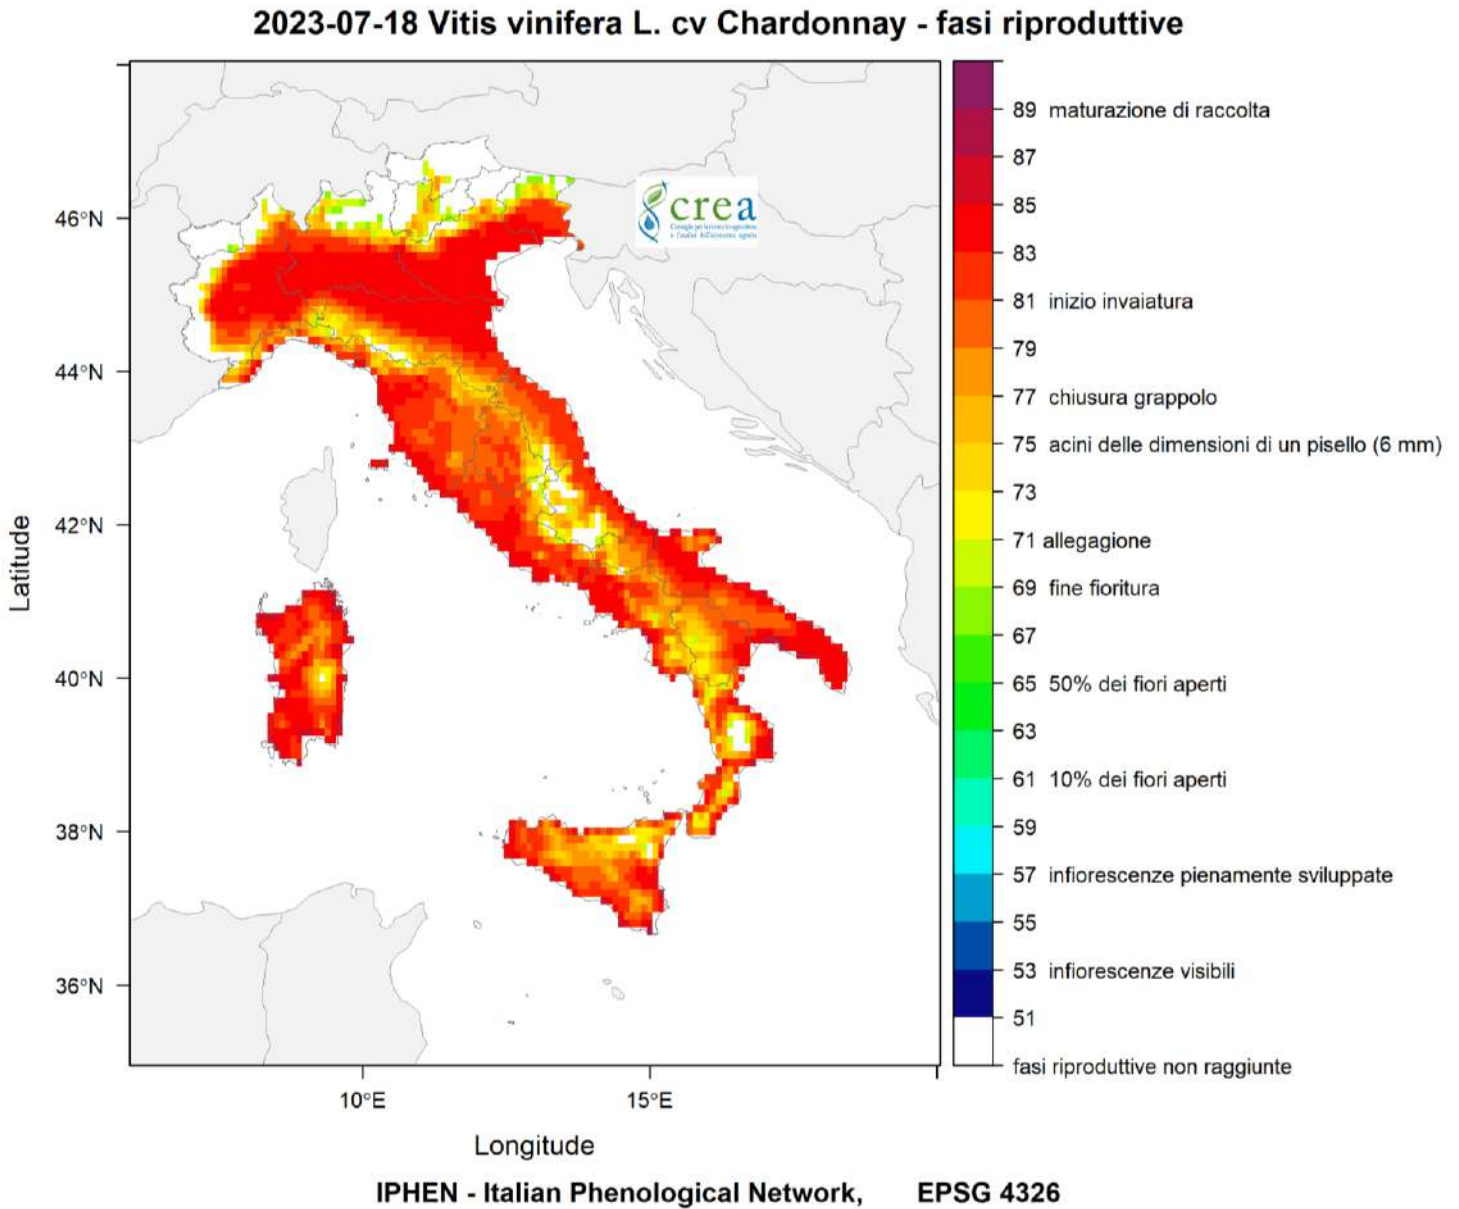 2023-07-18 Vitis vinifera L. cv Chardonnay - fasi riproduttive
89 maturazione di raccolta
87
85
83
81 inizio invaiatura
79
77 chiusura grappolo
75 acini delle dimensioni di un pisello (6 mm)
73
71 allegagione
69 fine fioritura
67
65 50% dei fiori aperti
63
61 10% dei fiori aperti
59
57 infiorescenze pienamente sviluppate
55
53 infiorescenze visibili
51
fasi riproduttive non raggiunte
crea
46°N
44°N
42°N
40°N
38°N
36°N
Latitude
10°E 15°E
Longitude
IPHEN - Italian Phenological Network, EPSG 4326